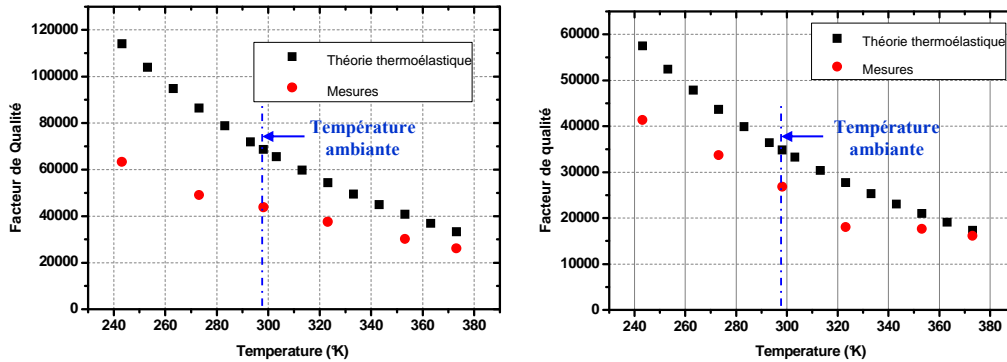 120000
100000
80000
60000
40000
20000
0
Facteur de Qualité
Théorie thermoélastique
Mesures
Température
ambiante
240 260 280 300 320 340 360 380
Temperature (°K)
60000
50000
40000
30000
20000
10000
0
Facteur de qualité
Théorie thermoélastique
Mesures
Température
ambiante
240 260 280 300 320 340 360 380
Temperature (°K)